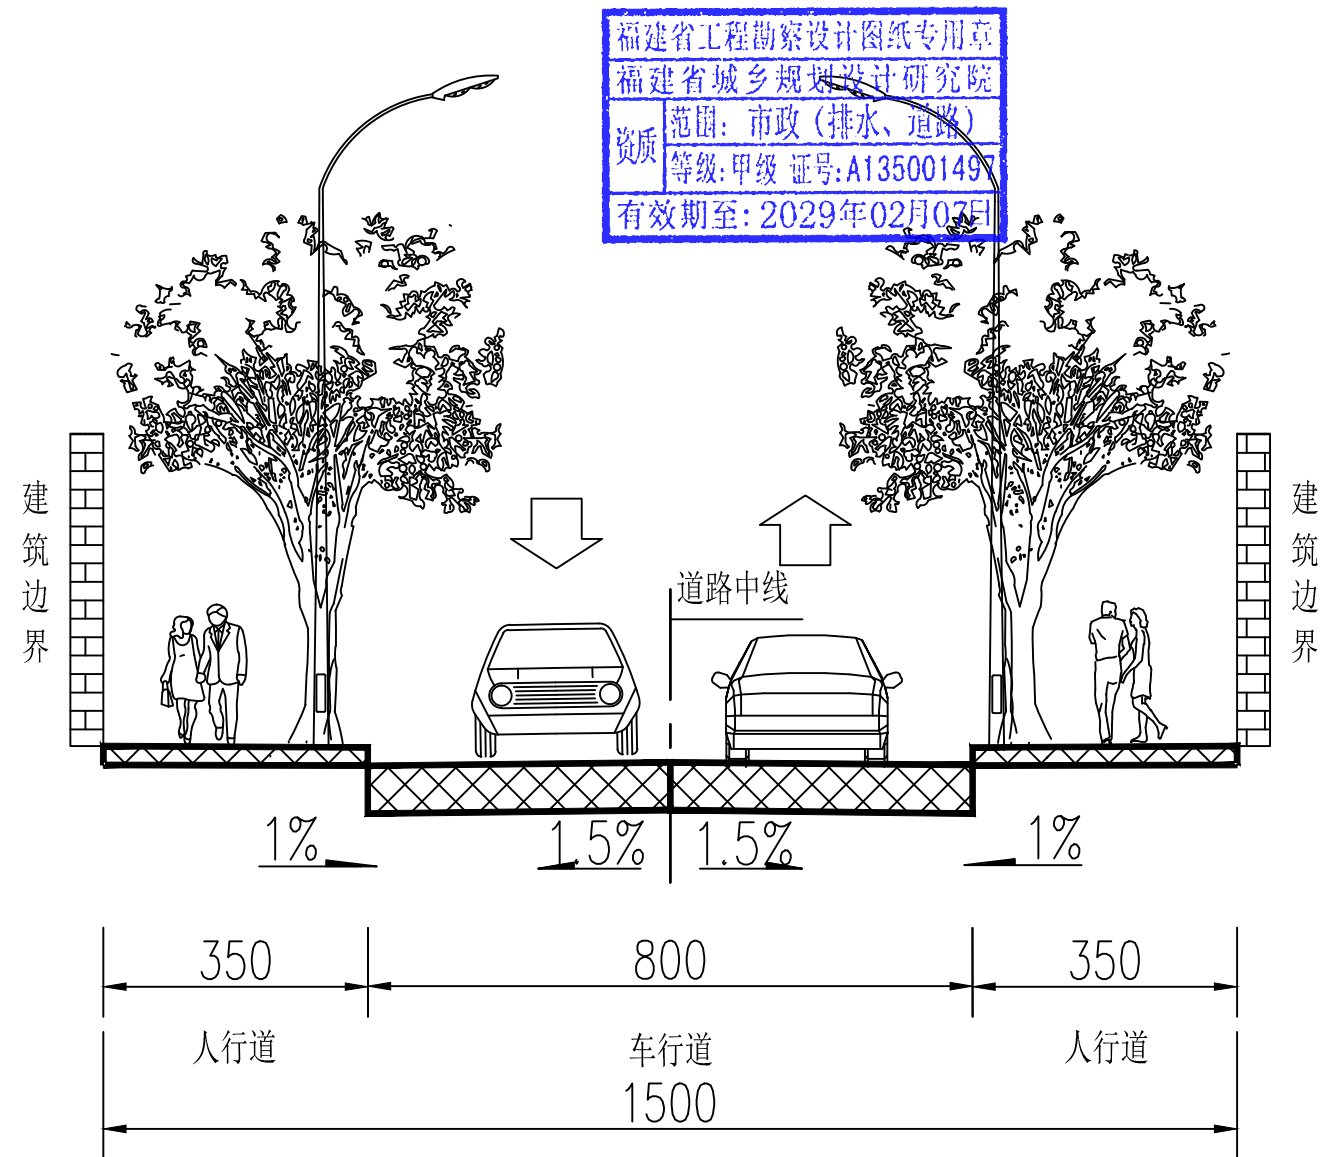 福建省工程勘察设计图纸专用章
福建省城乡规划设计研究院
资质
范围：市政（排水、道路）
等级:甲级 证号:A135001497
有效期至:2029年02月07日
建筑边界
建筑边界
道路中线
1%
1.5%
1.5%
1%
350
800
350
人行道
车行道
人行道
1500